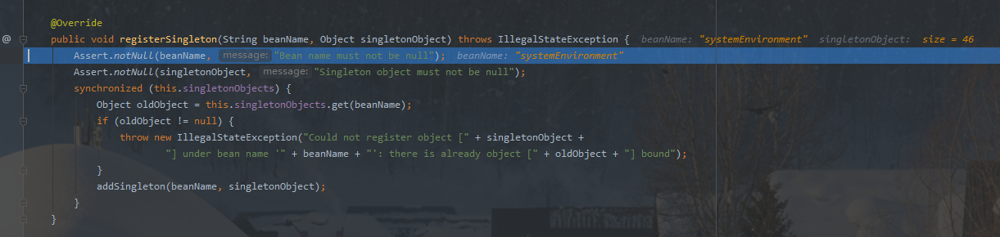 @Override
@ public void registerSingleton(String beanName, Object singletonObject) throws IllegalStateException { beanName: "systemEnvironment" singletonObject: size = 46
Assert.notNull(beanName, message: "Bean name must not be null"); beanName: "systemEnvironment"
Assert.notNull(singletonObject, message: "Singleton object must not be null");
synchronized (this.singletonObjects) {
Object oldObject = this.singletonObjects.get(beanName);
if (oldObject != null) {
throw new IllegalStateException("Could not register object [" + singletonObject +
"] under bean name '" + beanName + "': there is already object [" + oldObject + "] bound");
}
addSingleton(beanName, singletonObject);
}
}